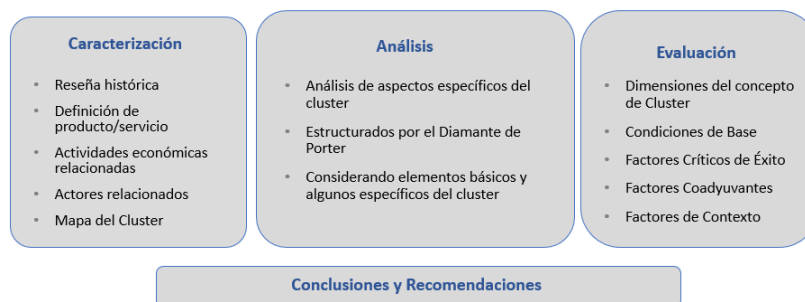 Caracterización
• Reseña histórica
• Definición de
producto/servicio
• Actividades económicas
relacionadas
• Actores relacionados
• Mapa del Cluster
Análisis
• Análisis de aspectos específicos del
cluster
• Estructurados por el Diamante de
Porter
• Considerando elementos básicos y
algunos específicos del cluster
Evaluación
• Dimensiones del concepto
de Cluster
• Condiciones de Base
• Factores Críticos de Éxito
• Factores Coadyuvantes
• Factores de Contexto
Conclusiones y Recomendaciones